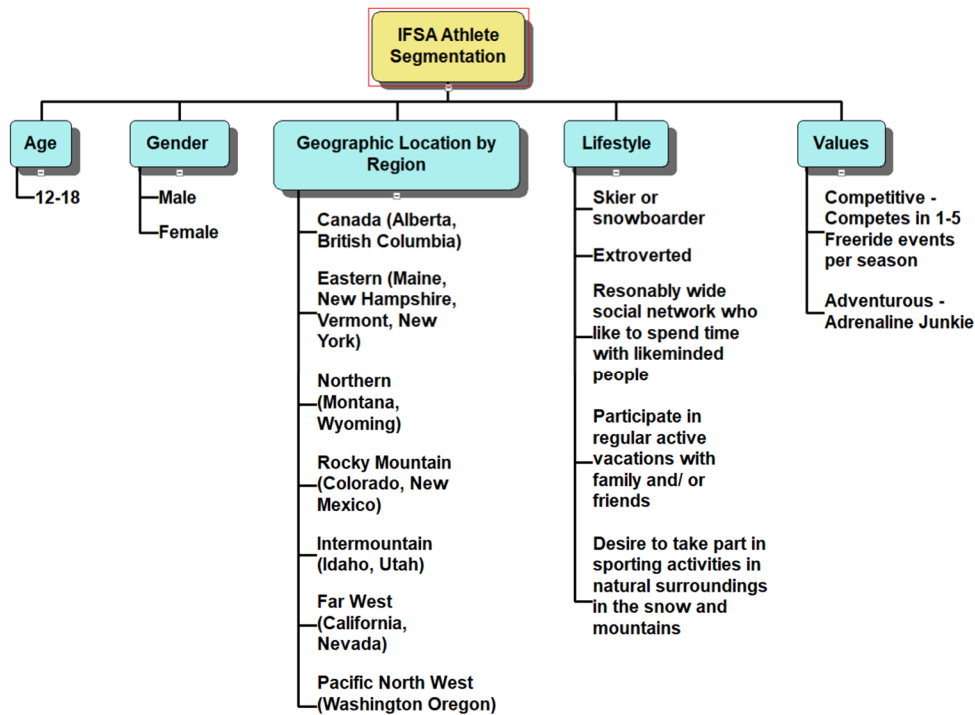 IFSA Athlete
Segmentation
Age
12-18
Gender
Male
Female
Geographic Location by
Region
Canada (Alberta,
British Columbia)
Eastern (Maine,
New Hampshire,
Vermont, New
York)
Northern
(Montana,
Wyoming)
Rocky Mountain
(Colorado, New
Mexico)
Intermountain
(Idaho, Utah)
Far West
(California,
Nevada)
Pacific North West
(Washington Oregon)
Lifestyle
Skier or
snowboarder
Extroverted
Resonably wide
social network who
like to spend time
with likeminded
people
Participate in
regular active
vacations with
family and/ or
friends
Desire to take part in
sporting activities in
natural surroundings
in the snow and
mountains
Values
Competitive -
Competes in 1-5
Freeride events
per season
Adventurous -
Adrenaline Junkie